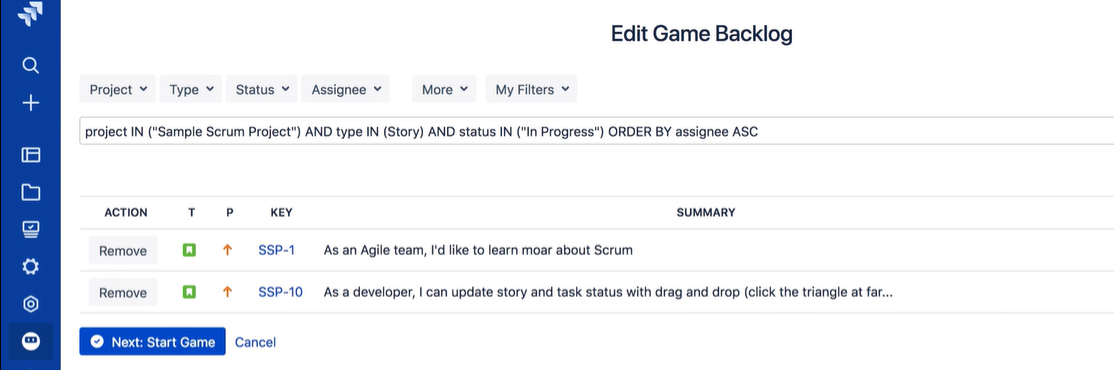 Edit Game Backlog
Project Type Status Assignee More My Filters
project IN ("Sample Scrum Project") AND type IN (Story) AND status IN ("In Progress") ORDER BY assignee ASC
ACTION T P KEY SUMMARY
Remove SSP-1 As an Agile team, I'd like to learn moar about Scrum
Remove SSP-10 As a developer, I can update story and task status with drag and drop (click the triangle at far...
Next: Start Game Cancel